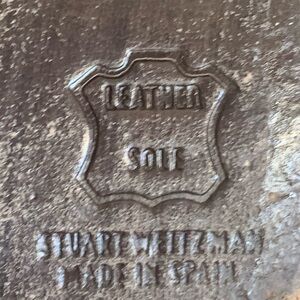 LEATHER
SOLE
STUART WEITZMAN
MADE IN SPAIN